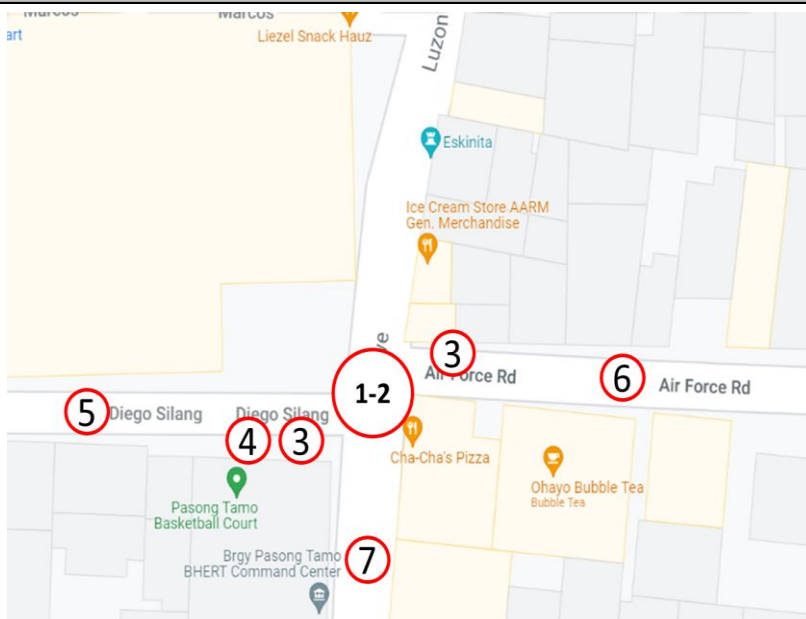 Marcos
Marcos
art
Liezel Snack Hauz
Luzon
Eskinita
Ice Cream Store AARM
Gen. Merchandise
ve
1-2
3
Air Force Rd
6
Air Force Rd
5
Diego Silang
Diego Silang
4
3
Cha-Cha's Pizza
Pasong Tamo
Basketball Court
Ohayo Bubble Tea
Bubble Tea
Brgy Pasong Tamo
BHERT Command Center
7